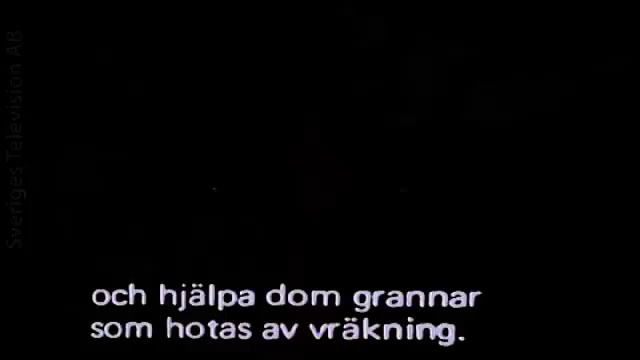 Sveriges Television AB
och hjälpa dom grannar
som hotas av vräkning.